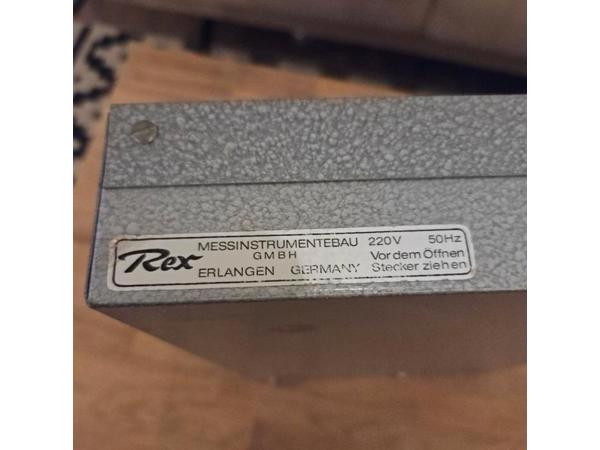 Rex
MESSINSTRUMENTEBAU 220V 50Hz
GMBH Vor dem Öffnen
ERLANGEN GERMANY Stecker ziehen